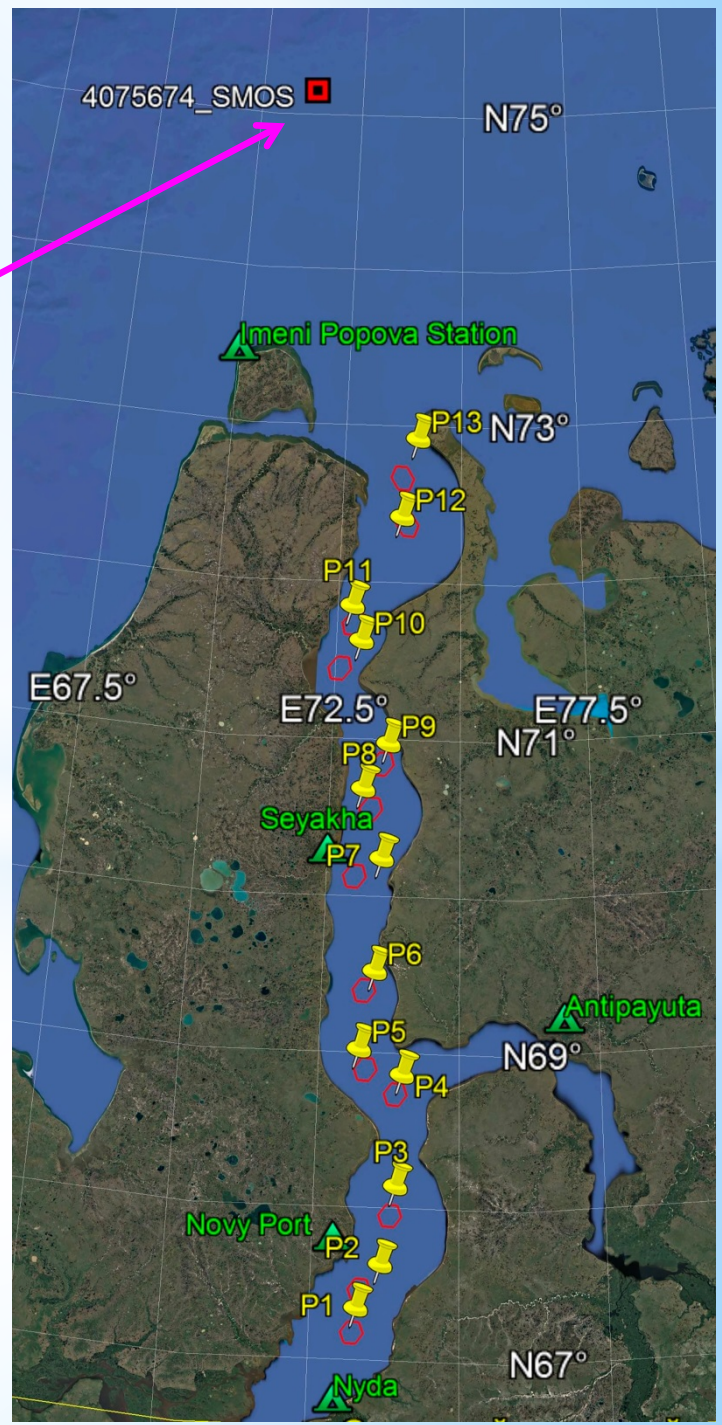 4075674_SMOS
N75°
Imeni Popova Station
P13
N73°
P12
P11
P10
E67.5°
E72.5°
E77.5°
P9
N71°
P8
Seyakha
P7
P6
Antipayuta
P5
N69°
P4
P3
Novy Port
P2
P1
N67°
Nyda